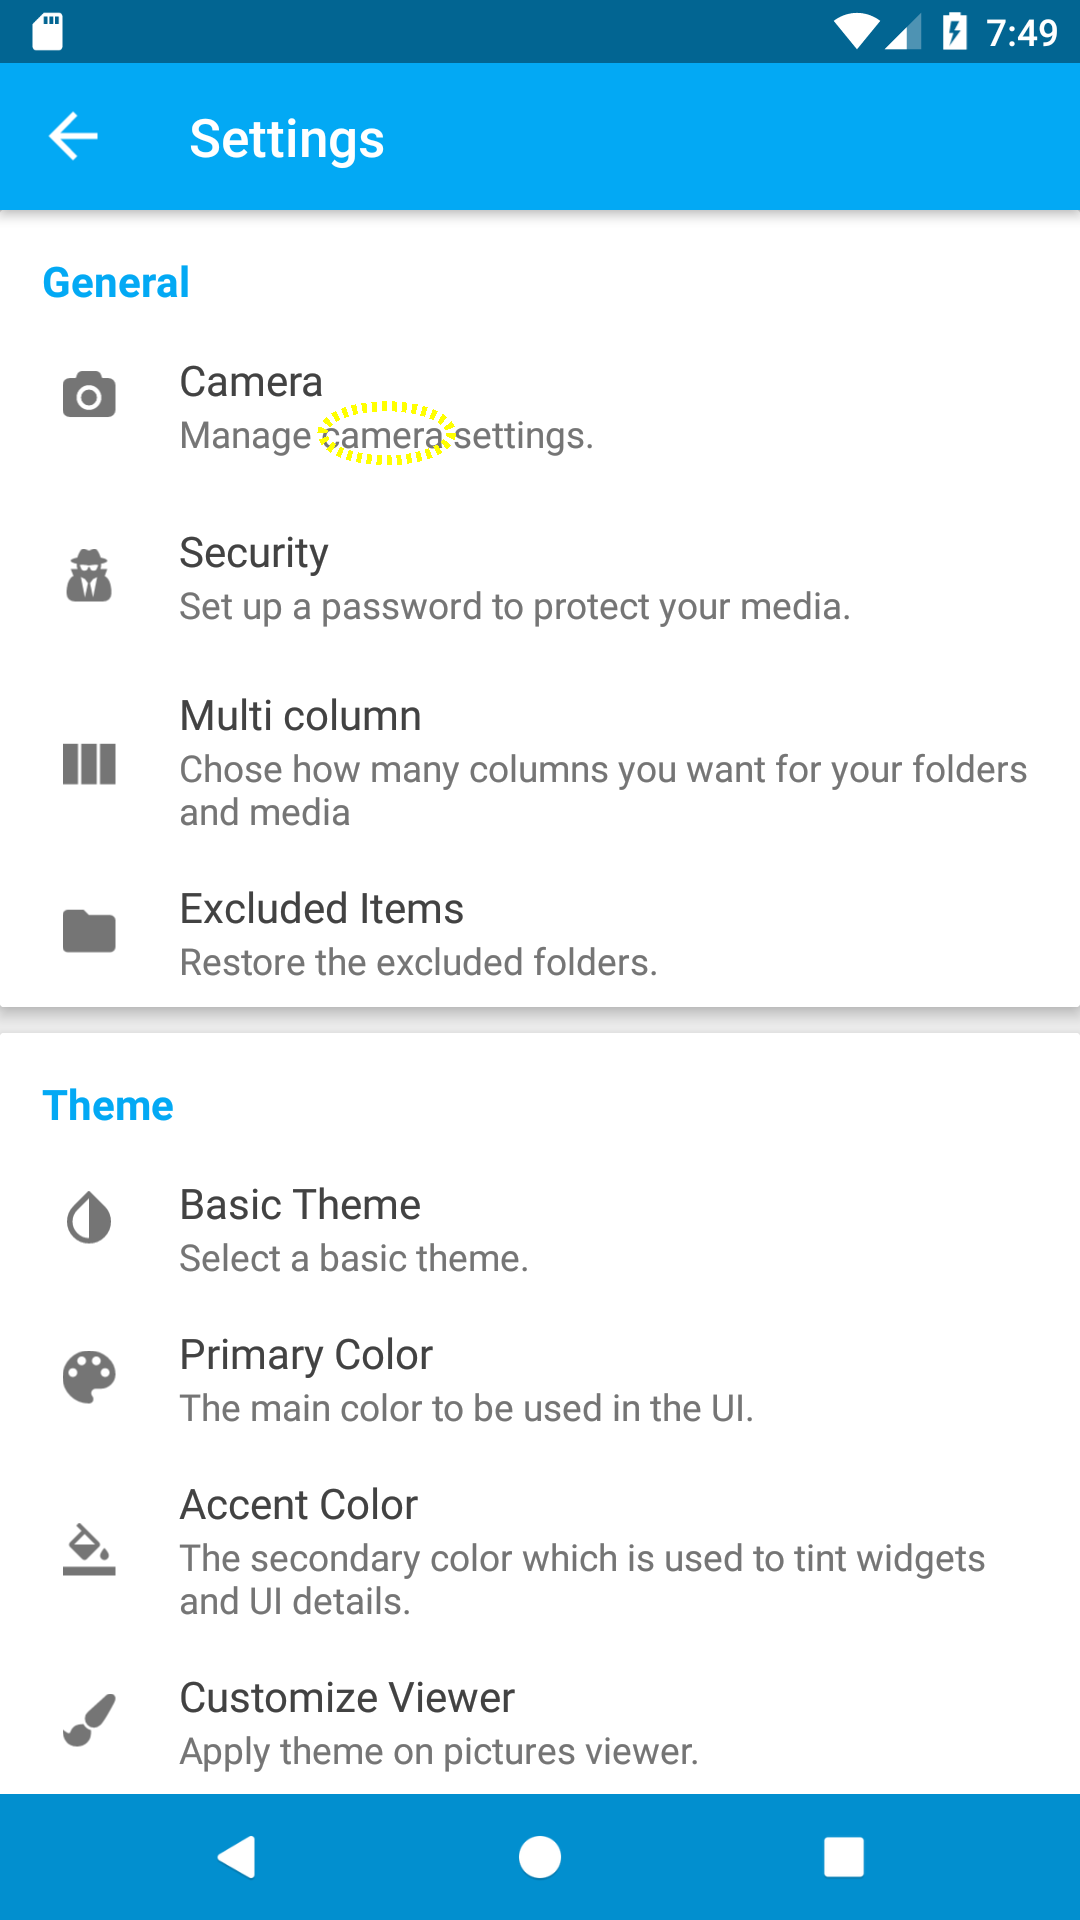 7:49
Settings
General
Camera
Manage camera settings.
Security
Set up a password to protect your media.
Multi column
Chose how many columns you want for your folders
and media
Excluded Items
Restore the excluded folders.
Theme
Basic Theme
Select a basic theme.
Primary Color
The main color to be used in the UI.
Accent Color
The secondary color which is used to tint widgets
and UI details.
Customize Viewer
Apply theme on pictures viewer.